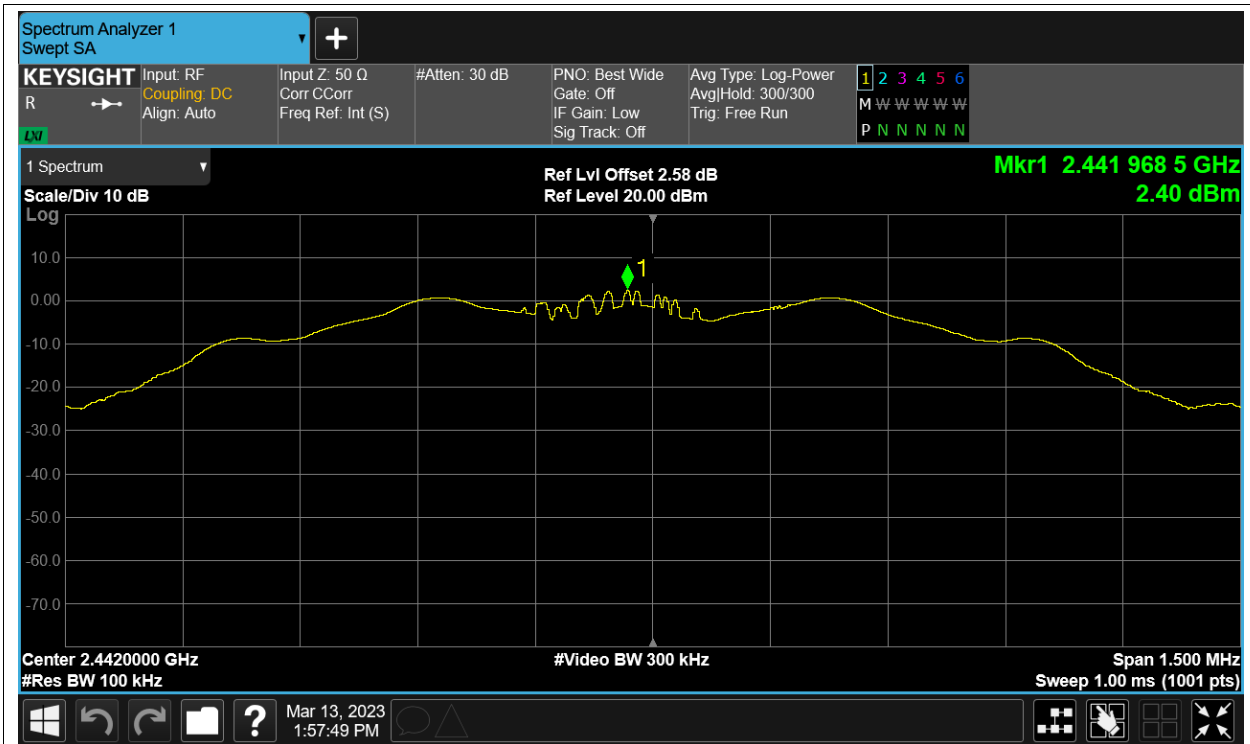 Spectrum Analyzer 1
Swept SA
KEYSIGHT
R
LXI
Input: RF
Coupling: DC
Align: Auto
Input Z: 50 Ω
Corr CCorr
Freq Ref: Int (S)
#Atten: 30 dB
PNO: Best Wide
Gate: Off
IF Gain: Low
Sig Track: Off
Avg Type: Log-Power
Avg|Hold: 300/300
Trig: Free Run
1 2 3 4 5 6
M W W W W W
P N N N N N
1 Spectrum
Scale/Div 10 dB
Ref Lvl Offset 2.58 dB
Ref Level 20.00 dBm
Mkr1 2.441 968 5 GHz
2.40 dBm
Log
1
10.0
0.00
-10.0
-20.0
-30.0
-40.0
-50.0
-60.0
-70.0
Center 2.4420000 GHz
#Video BW 300 kHz
Span 1.500 MHz
#Res BW 100 kHz
Sweep 1.00 ms (1001 pts)
?
Mar 13, 2023
1:57:49 PM